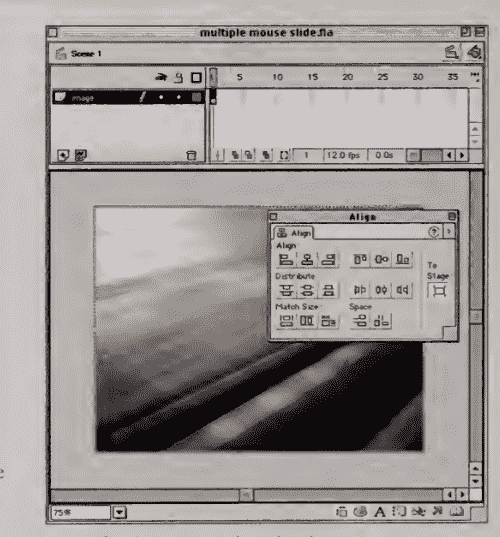 multiple mouse slide.fla
Scene 1
5 10 15 20 25 30 35
image
1 12.0 fps 0.0s
Align
Align
Align
To
Stage
Distribute
Match Size Space
75%
e